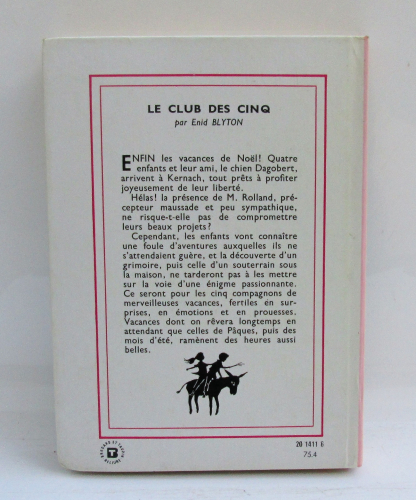 LE CLUB DES CINQ
par Enid BLYTON
ENFIN les vacances de Noël! Quatre
enfants et leur ami, le chien Dagobert,
arrivent à Kernach, tout prêts à profiter
joyeusement de leur liberté.
Hélas! la présence de M. Rolland, pré-
cepteur maussade et peu sympathique,
ne risque-t-elle pas de compromettre
leurs beaux projets?
Cependant, les enfants vont connaître
une foule d'aventures auxquelles ils ne
s'attendaient guère, et la découverte d'un
grimoire, puis celle d'un souterrain sous
la maison, ne tarderont pas à les mettre
sur la voie d'une énigme passionnante.
Ce seront pour les cinq compagnons de
merveilleuses vacances, fertiles en sur-
prises, en émotions et en prouesses.
Vacances dont on rêvera longtemps en
attendant que celles de Pâques, puis des
mois d'été, ramènent des heures aussi
belles.
T
20 1411 6
75.4